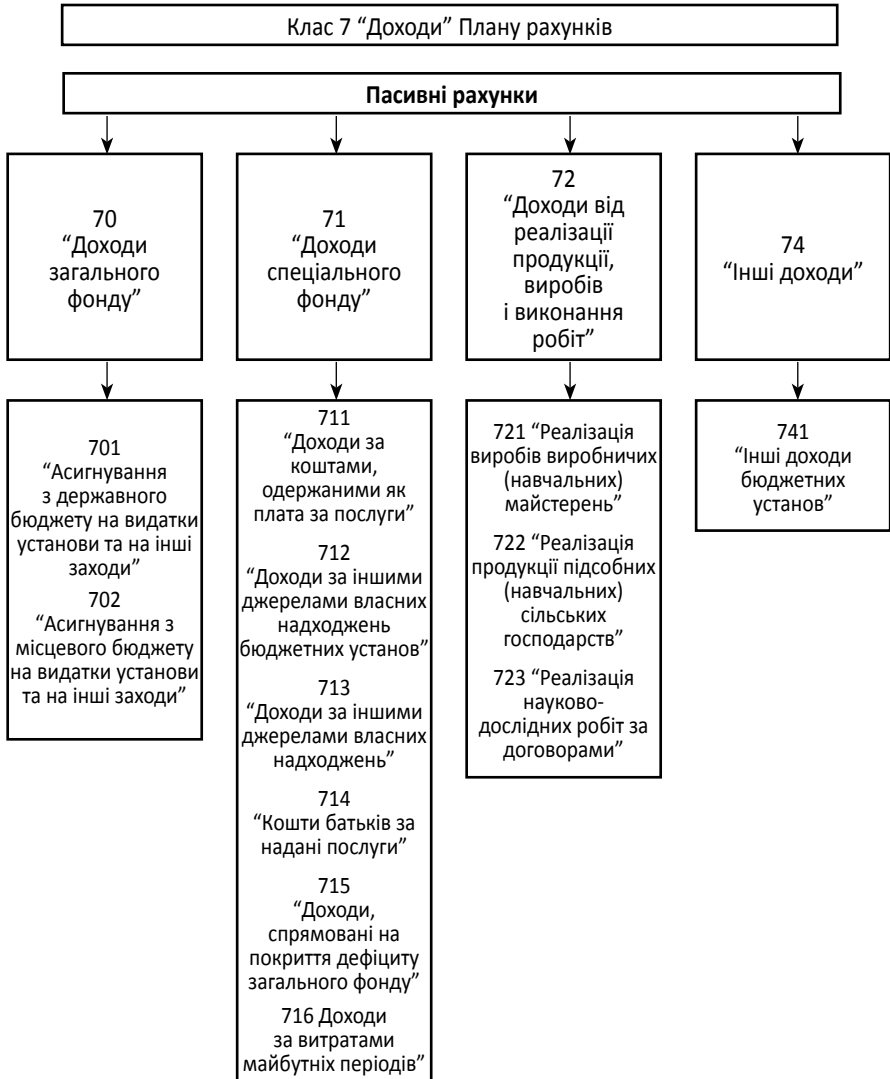 Клас 7 “Доходи” Плану рахунків
Пасивні рахунки
70
“Доходи
загального
фонду”
71
“Доходи
спеціального
фонду”
72
“Доходи від
реалізації
продукції,
виробів
і виконання
робіт”
74
“Інші доходи”
701
“Асигнування
з державного
бюджету на видатки
установи та на інші
заходи”
702
“Асигнування з
місцевого бюджету
на видатки установи
та на інші заходи”
711
“Доходи за
коштами,
одержаними як
плата за послуги”
712
“Доходи за іншими
джерелами власних
надходжень
бюджетних установ”
713
“Доходи за іншими
джерелами власних
надходжень”
714
“Кошти батьків за
надані послуги”
715
“Доходи,
спрямовані на
покриття дефіциту
загального фонду”
716 Доходи
за витратами
майбутніх періодів”
721 “Реалізація
виробів виробничих
(навчальних)
майстерень”
722 “Реалізація
продукції підсобних
(навчальних)
сільських
господарств”
723 “Реалізація
науково-
дослідних робіт за
договорами”
741
“Інші доходи
бюджетних
установ”